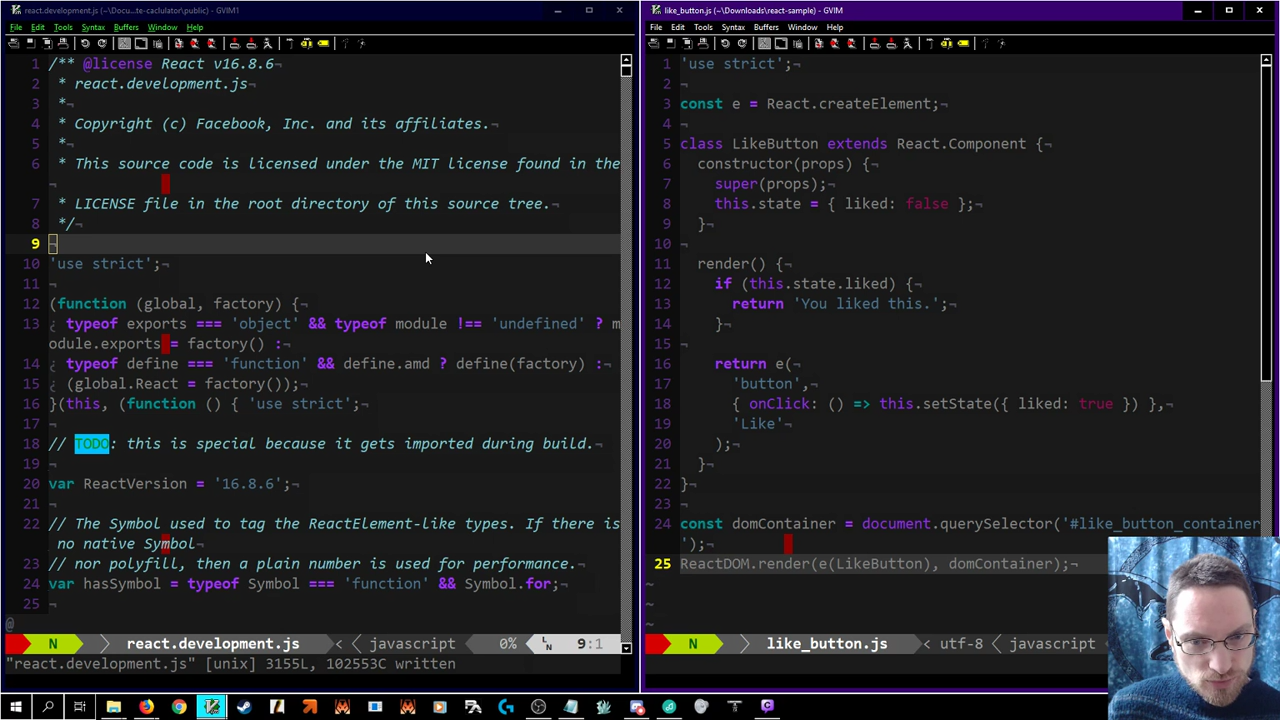 react.development.js (~\Docu...te-caclulator\public) - GVIM1
File Edit Tools Syntax Buffers Window Help
1 /** @license React v16.8.6¬
2 * react.development.js¬
3 *¬
4 * Copyright (c) Facebook, Inc. and its affiliates.¬
5 *¬
6 * This source code is licensed under the MIT license found in the
¬
7 * LICENSE file in the root directory of this source tree.¬
8 */¬
9 ¬
10 'use strict';¬
11 ¬
12 (function (global, factory) {¬
13 ¿ typeof exports === 'object' && typeof module !== 'undefined' ? m
odule.exports = factory() :¬
14 ¿ typeof define === 'function' && define.amd ? define(factory) :¬
15 ¿ (global.React = factory());¬
16 }(this, (function () { 'use strict';¬
17 ¬
18 // TODO: this is special because it gets imported during build.¬
19 ¬
20 var ReactVersion = '16.8.6';¬
21 ¬
22 // The Symbol used to tag the ReactElement-like types. If there is
no native Symbol¬
23 // nor polyfill, then a plain number is used for performance.¬
24 var hasSymbol = typeof Symbol === 'function' && Symbol.for;¬
25 ¬
@
N react.development.js < javascript 0% LN 9:1
"react.development.js" [unix] 3155L, 102553C written
like_button.js (~\Downloads\react-sample) - GVIM
File Edit Tools Syntax Buffers Window Help
1 'use strict';¬
2 ¬
3 const e = React.createElement;¬
4 ¬
5 class LikeButton extends React.Component {¬
6 constructor(props) {¬
7 super(props);¬
8 this.state = { liked: false };¬
9 }¬
10 ¬
11 render() {¬
12 if (this.state.liked) {¬
13 return 'You liked this.';¬
14 }¬
15 ¬
16 return e(¬
17 'button',¬
18 { onClick: () => this.setState({ liked: true }) },¬
19 'Like'¬
20 );¬
21 }¬
22 }¬
23 ¬
24 const domContainer = document.querySelector('#like_button_container
');¬
25 ReactDOM.render(e(LikeButton), domContainer);¬
~
~
~
N like_button.js < utf-8 < javascript